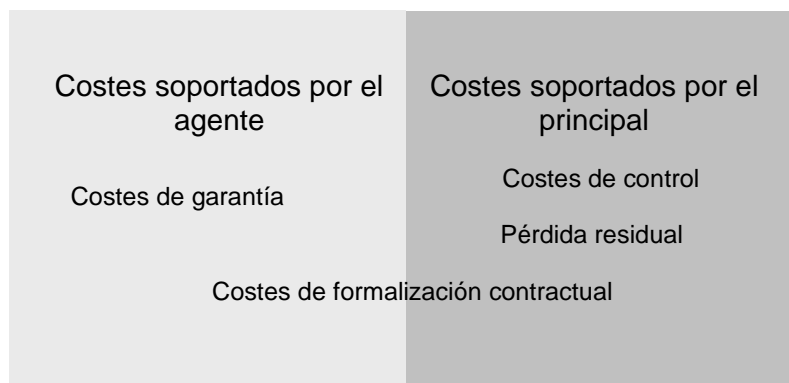 Costes soportados por el
agente
Costes de garantía
Costes soportados por el
principal
Costes de control
Pérdida residual
Costes de formalización contractual